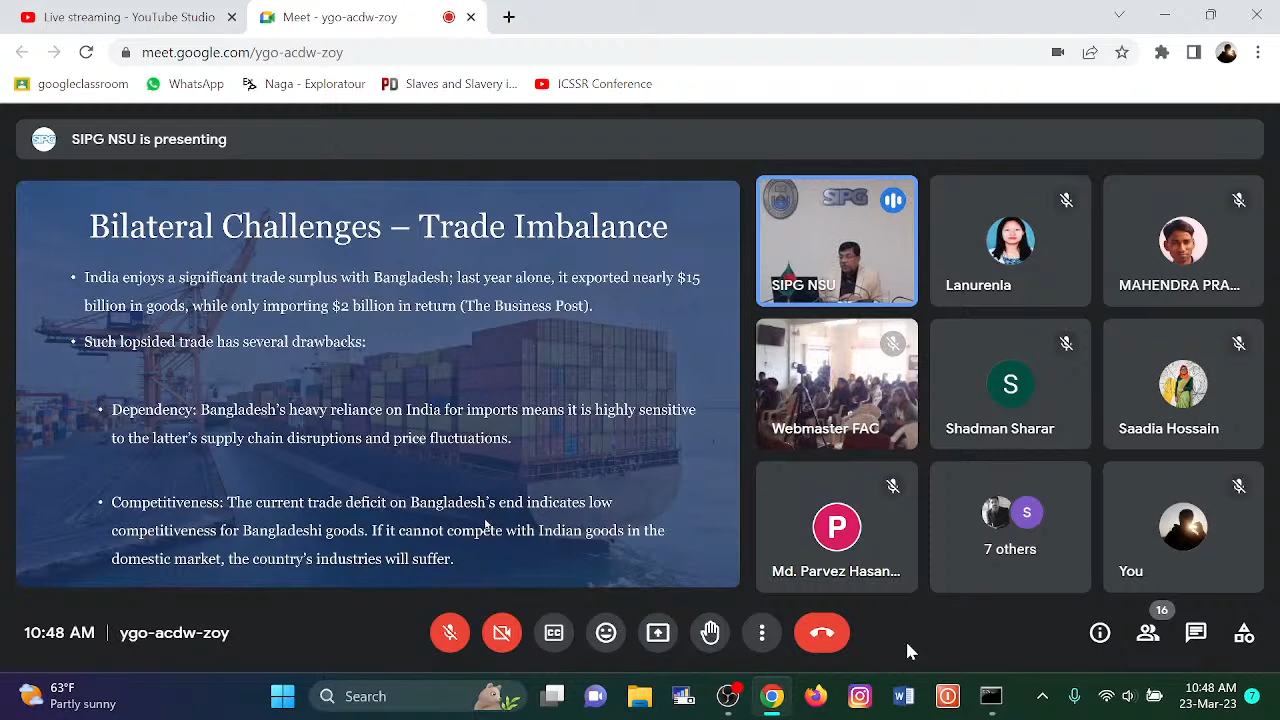 Live streaming - YouTube Studio
Meet - ygo-acdw-zoy
meet.google.com/ygo-acdw-zoy
googleclassroom
WhatsApp
Naga - Exploratour
Slaves and Slavery i...
ICSSR Conference
SIPG NSU is presenting
Bilateral Challenges – Trade Imbalance
• India enjoys a significant trade surplus with Bangladesh; last year alone, it exported nearly $15
billion in goods, while only importing $2 billion in return (The Business Post).
• Such lopsided trade has several drawbacks:
• Dependency: Bangladesh's heavy reliance on India for imports means it is highly sensitive
to the latter's supply chain disruptions and price fluctuations.
• Competitiveness: The current trade deficit on Bangladesh's end indicates low
competitiveness for Bangladeshi goods. If it cannot compete with Indian goods in the
domestic market, the country's industries will suffer.
SIPG
SIPG NSU
Lanurenla
MAHENDRA PRA...
Webmaster FAC
S
Shadman Sharar
Saadia Hossain
P
Md. Parvez Hasan...
S
7 others
You
10:48 AM | ygo-acdw-zoy
16
63°F
Partly sunny
Search
10:48 AM
23-Mar-23
7